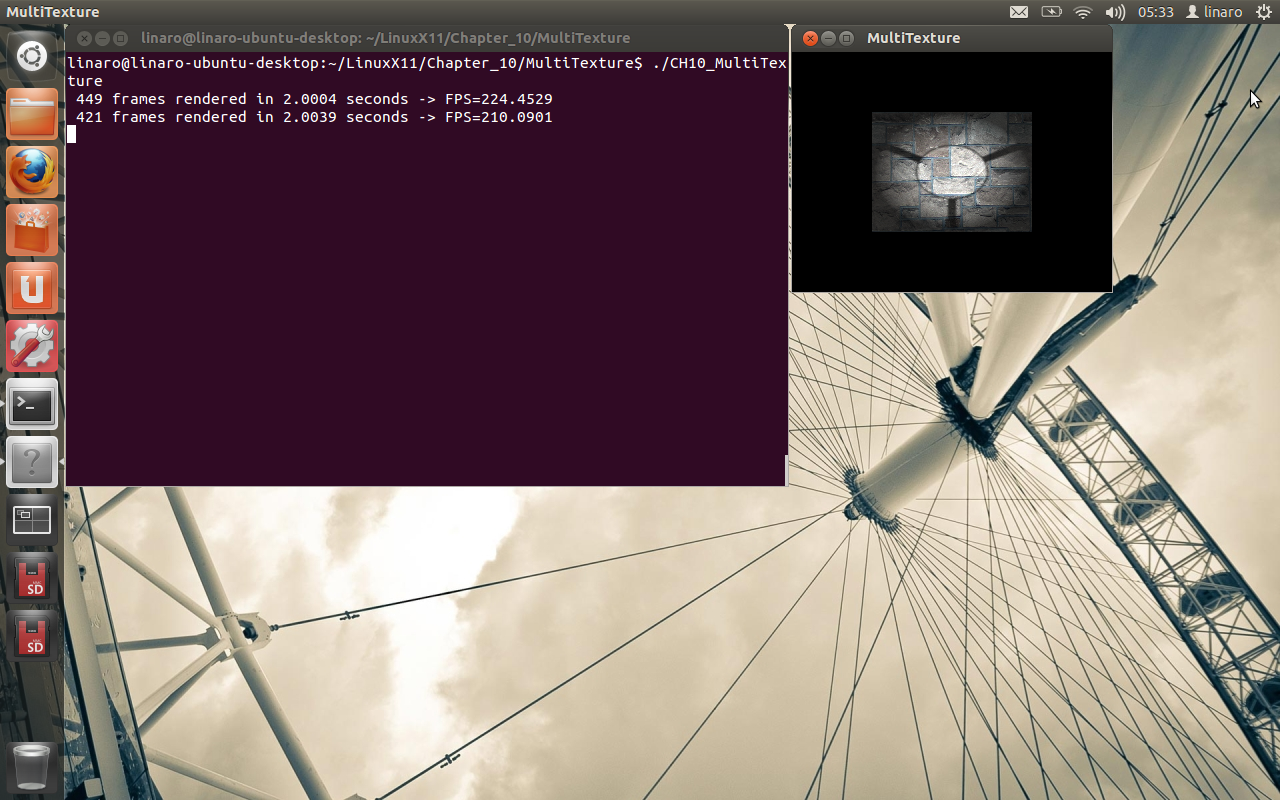 MultiTexture
05:33 linaro
linaro@linaro-ubuntu-desktop: ~/LinuxX11/Chapter_10/MultiTexture
MultiTexture
linaro@linaro-ubuntu-desktop:~/LinuxX11/Chapter_10/MultiTexture$ ./CH10_MultiTex
ture
449 frames rendered in 2.0004 seconds -> FPS=224.4529
421 frames rendered in 2.0039 seconds -> FPS=210.0901
U
>_
?
SD
SD